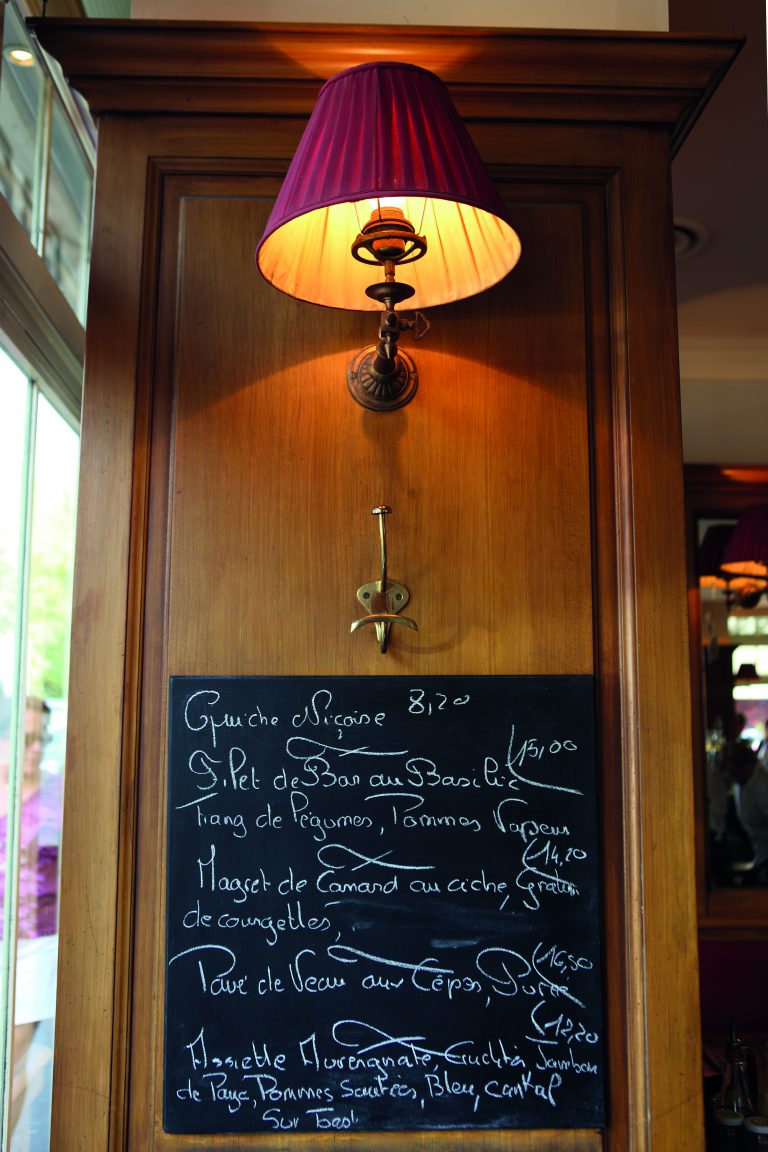 Quiche Niçoise 8,20
Filet de Bar au Basilic 15,00
Tiang de Légumes, Pommes Vapeur
Magret de Canard au cidre, Gratin 14,20
de courgettes,
Pavé de Veau aux Cèpes, Purée 16,50
Assiette Auvergnate, Crudités, Jambon 12,20
de Pays, Pommes Sautées, Bleu, cantal
Sur Toast